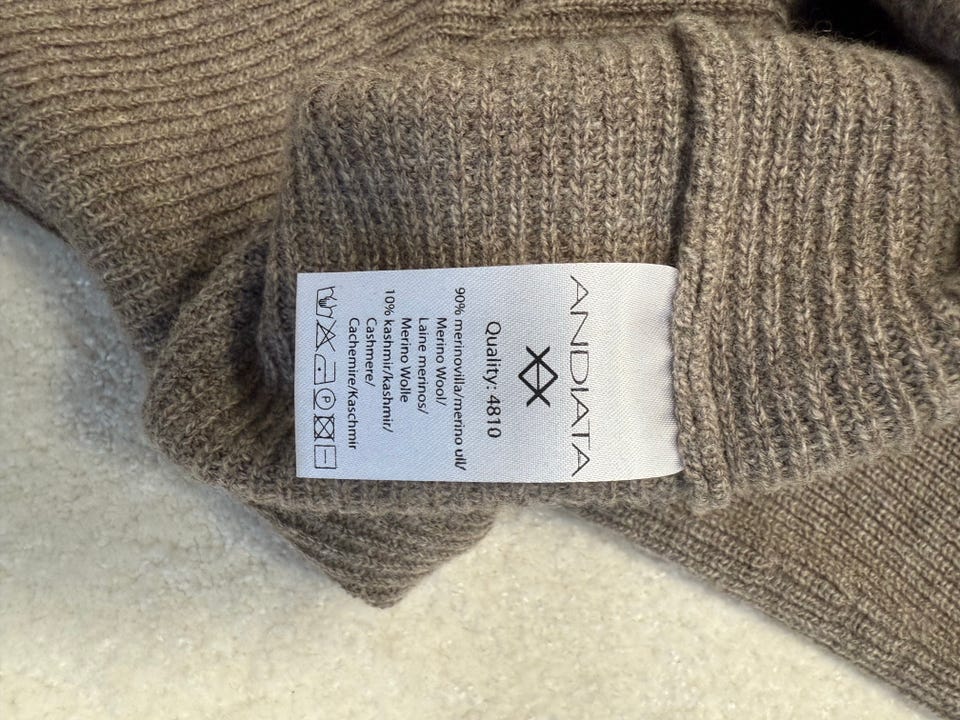 ANDIATA
Quality: 4810
90% merinovilla/merino ull/
Merino Wool/
Laine merinos/
Merino Wolle
10% kashmir/kashmir/
Cashmere/
Cachemire/Kaschmir
P